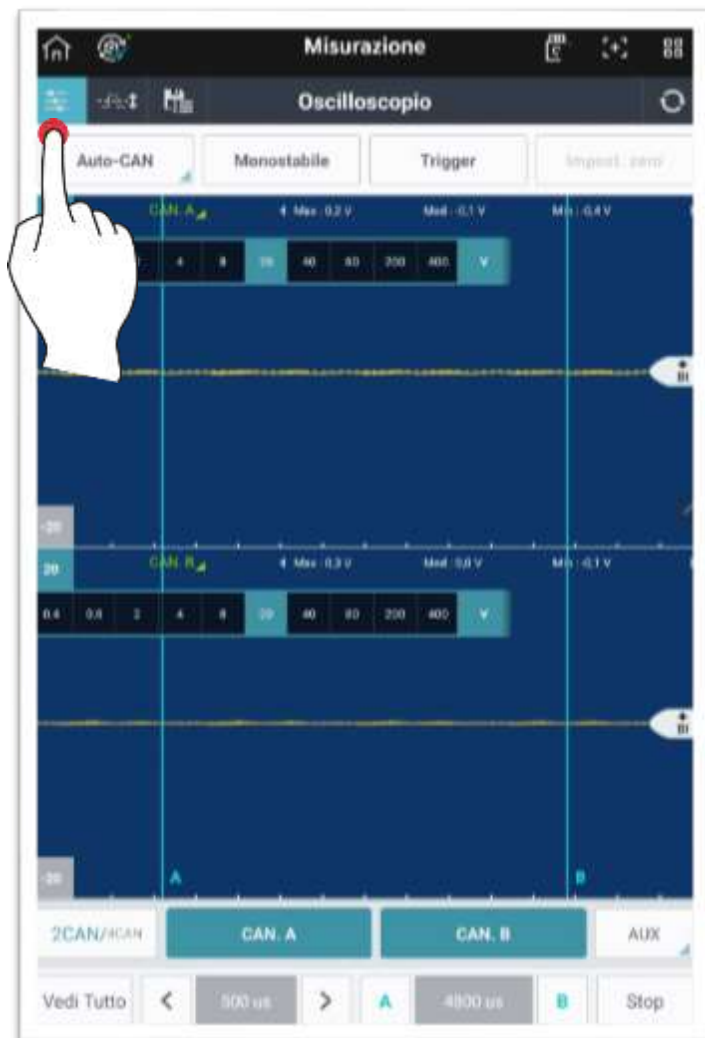 Misurazione
Oscilloscopio
Auto-CAN Monostabile Trigger Impost. zero
CAN. A Max : 0,2 V Med : -0,1 V Min : -0,4 V
4 8 20 40 80 200 400 V
-20
20 CAN. B Max : 0,3 V Med : 0,0 V Min : -0,1 V
0.4 0.8 2 4 8 20 40 80 200 400 V
-20 A B
2CAN/4CAN CAN. A CAN. B AUX
Vedi Tutto < 500 us > A 4800 us B Stop